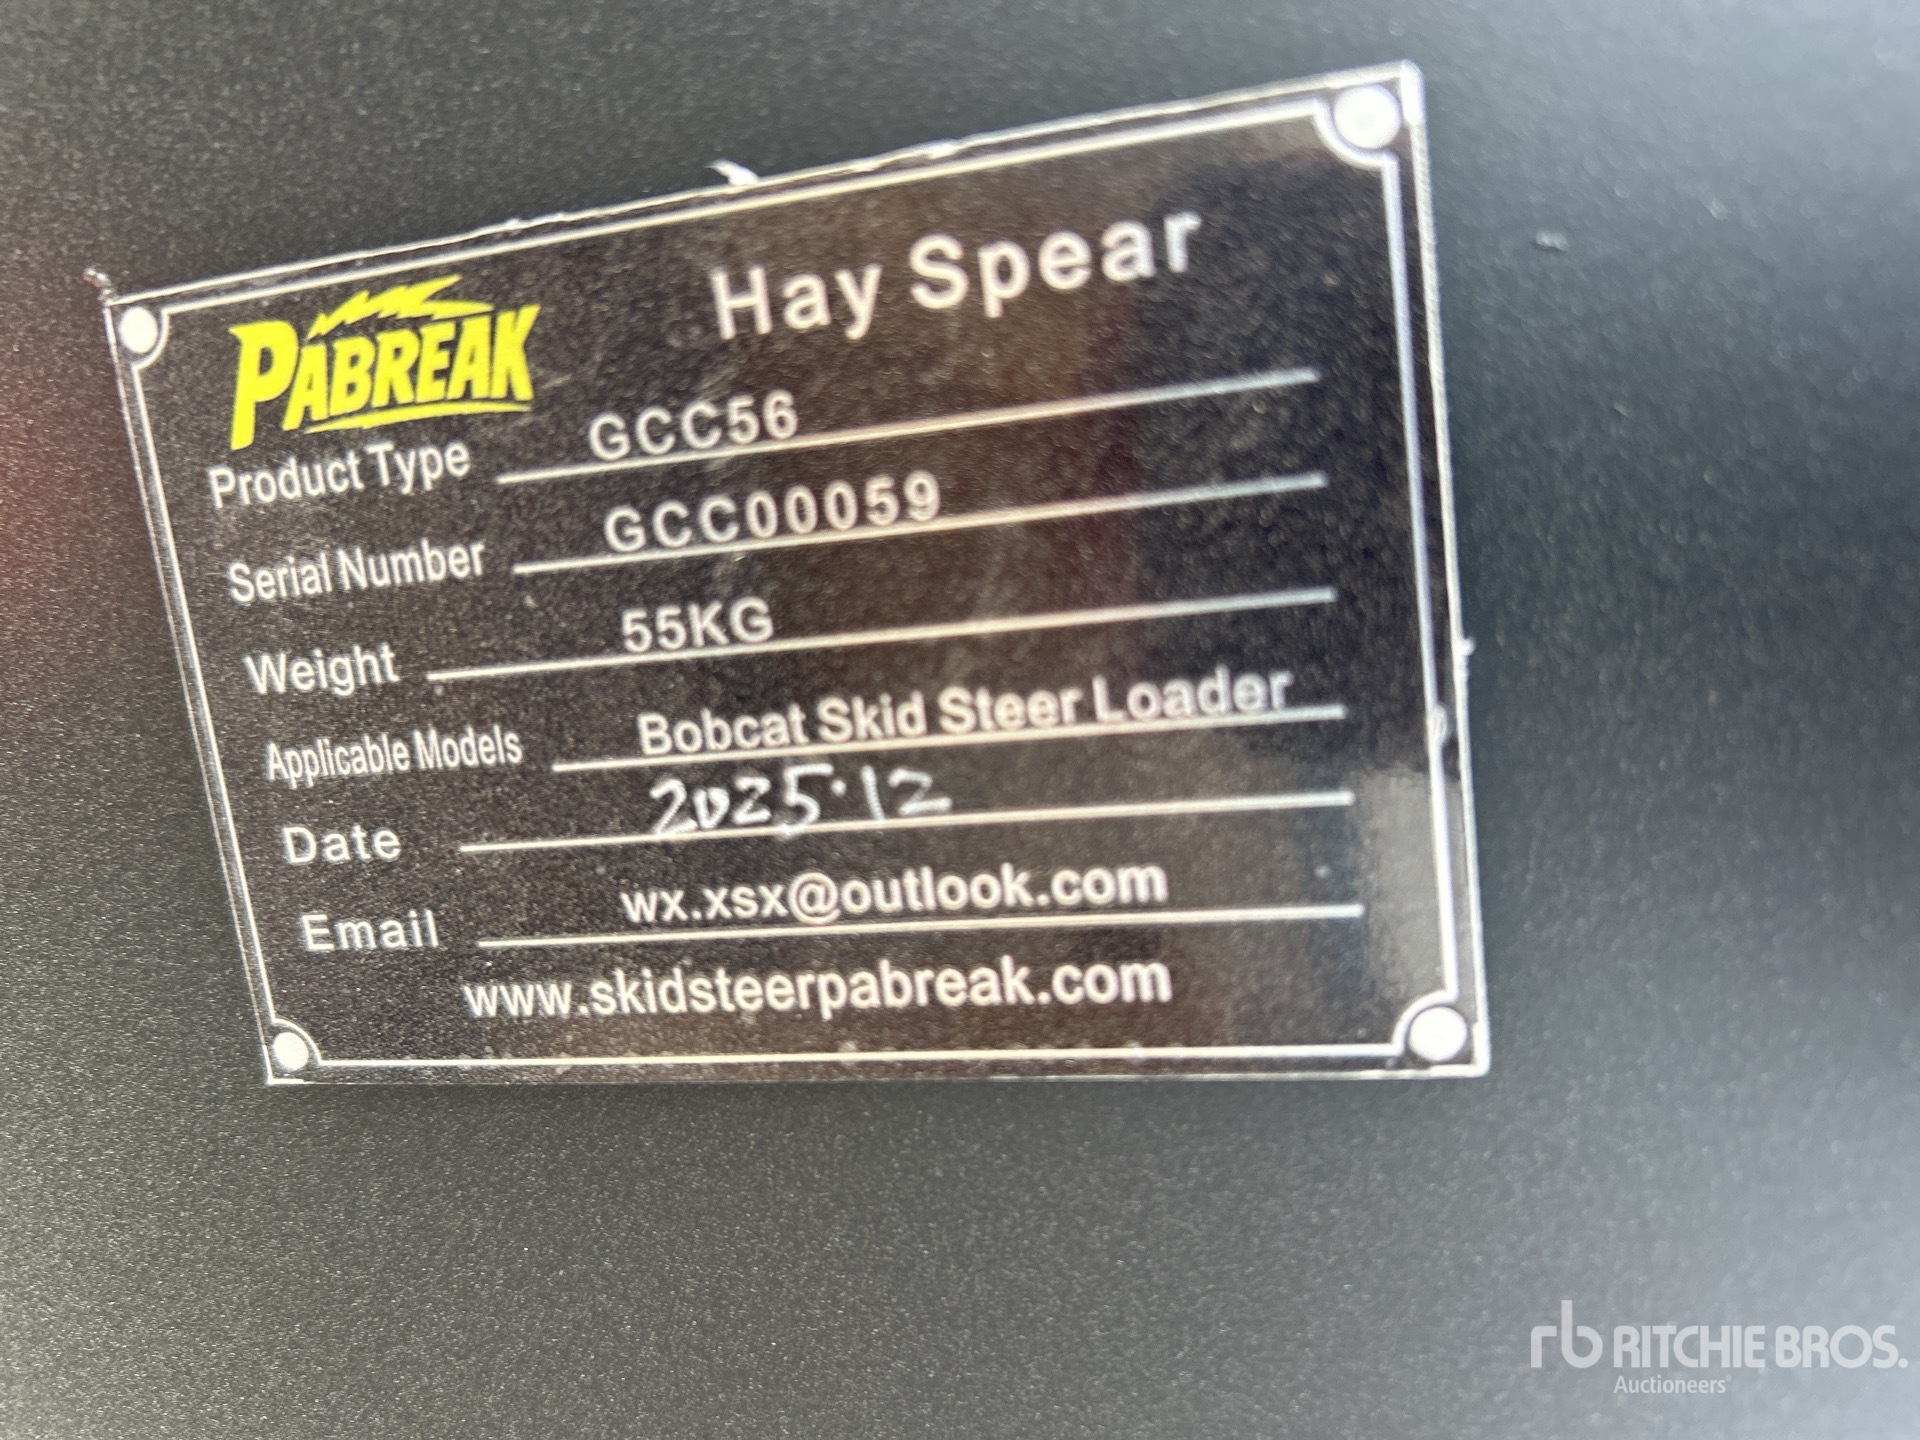 PABREAK
Hay Spear
Product Type GCC56
Serial Number GCC00059
Weight 55KG
Applicable Models Bobcat Skid Steer Loader
Date 2025.12
Email wx.xsx@outlook.com
www.skidsteerpabreak.com
rb RITCHIE BROS.
Auctioneers